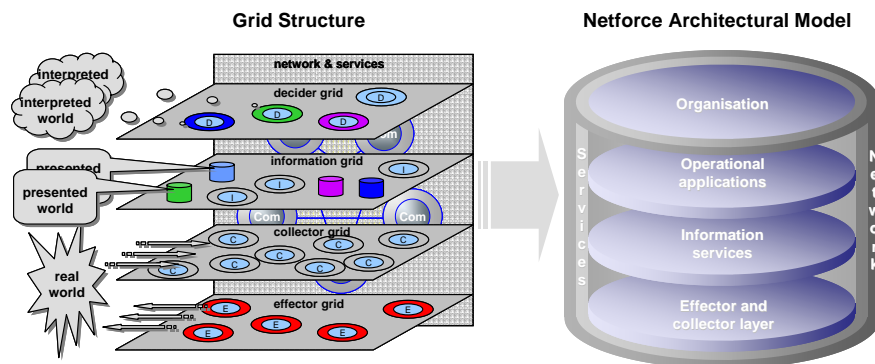 Grid Structure
Netforce Architectural Model
interpreted
interpreted
world
network & services
decider grid
D
D
D
D
presented
presented
world
information grid
I
I
I
I
Com
Com
Com
collector grid
C
C
C
C
C
C
C
C
real
world
effector grid
E
E
E
E
E
Organisation
Operational
applications
Information
services
Effector and
collector layer
Services
Network